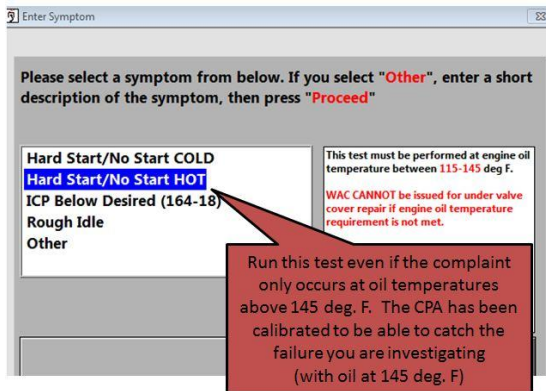 Enter Symptom
Please select a symptom from below. If you select "Other", enter a short
description of the symptom, then press "Proceed"
Hard Start/No Start COLD
Hard Start/No Start HOT
ICP Below Desired (164-18)
Rough Idle
Other
This test must be performed at engine oil
temperature between 115-145 deg F.
WAC CANNOT be issued for under valve
cover repair if engine oil temperature
requirement is not met.
Run this test even if the complaint
only occurs at oil temperatures
above 145 deg. F. The CPA has been
calibrated to be able to catch the
failure you are investigating
(with oil at 145 deg. F)